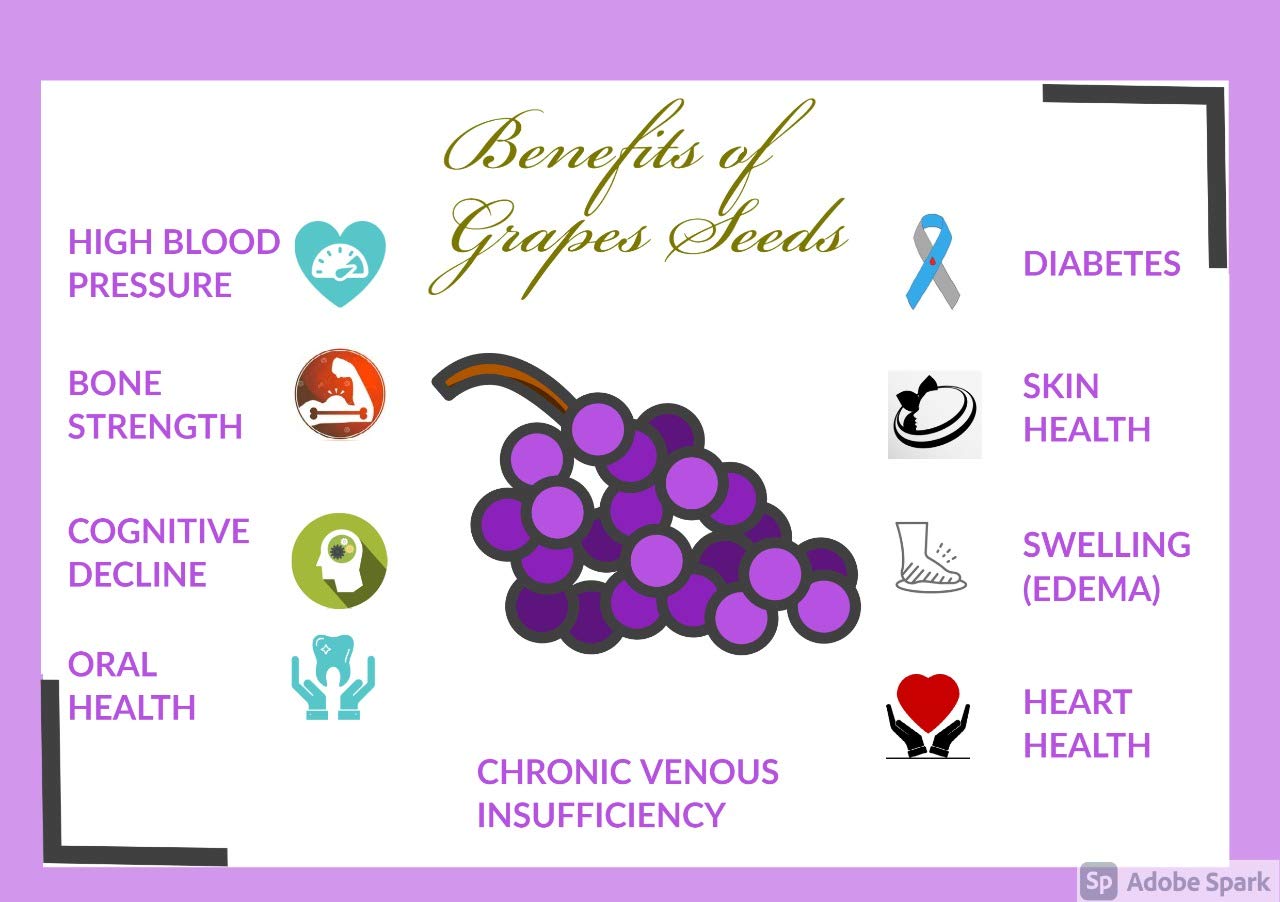 Benefits of
Grapes Seeds
HIGH BLOOD
PRESSURE
BONE
STRENGTH
COGNITIVE
DECLINE
ORAL
HEALTH
DIABETES
SKIN
HEALTH
SWELLING
(EDEMA)
HEART
HEALTH
CHRONIC VENOUS
INSUFFICIENCY
Sp Adobe Spark